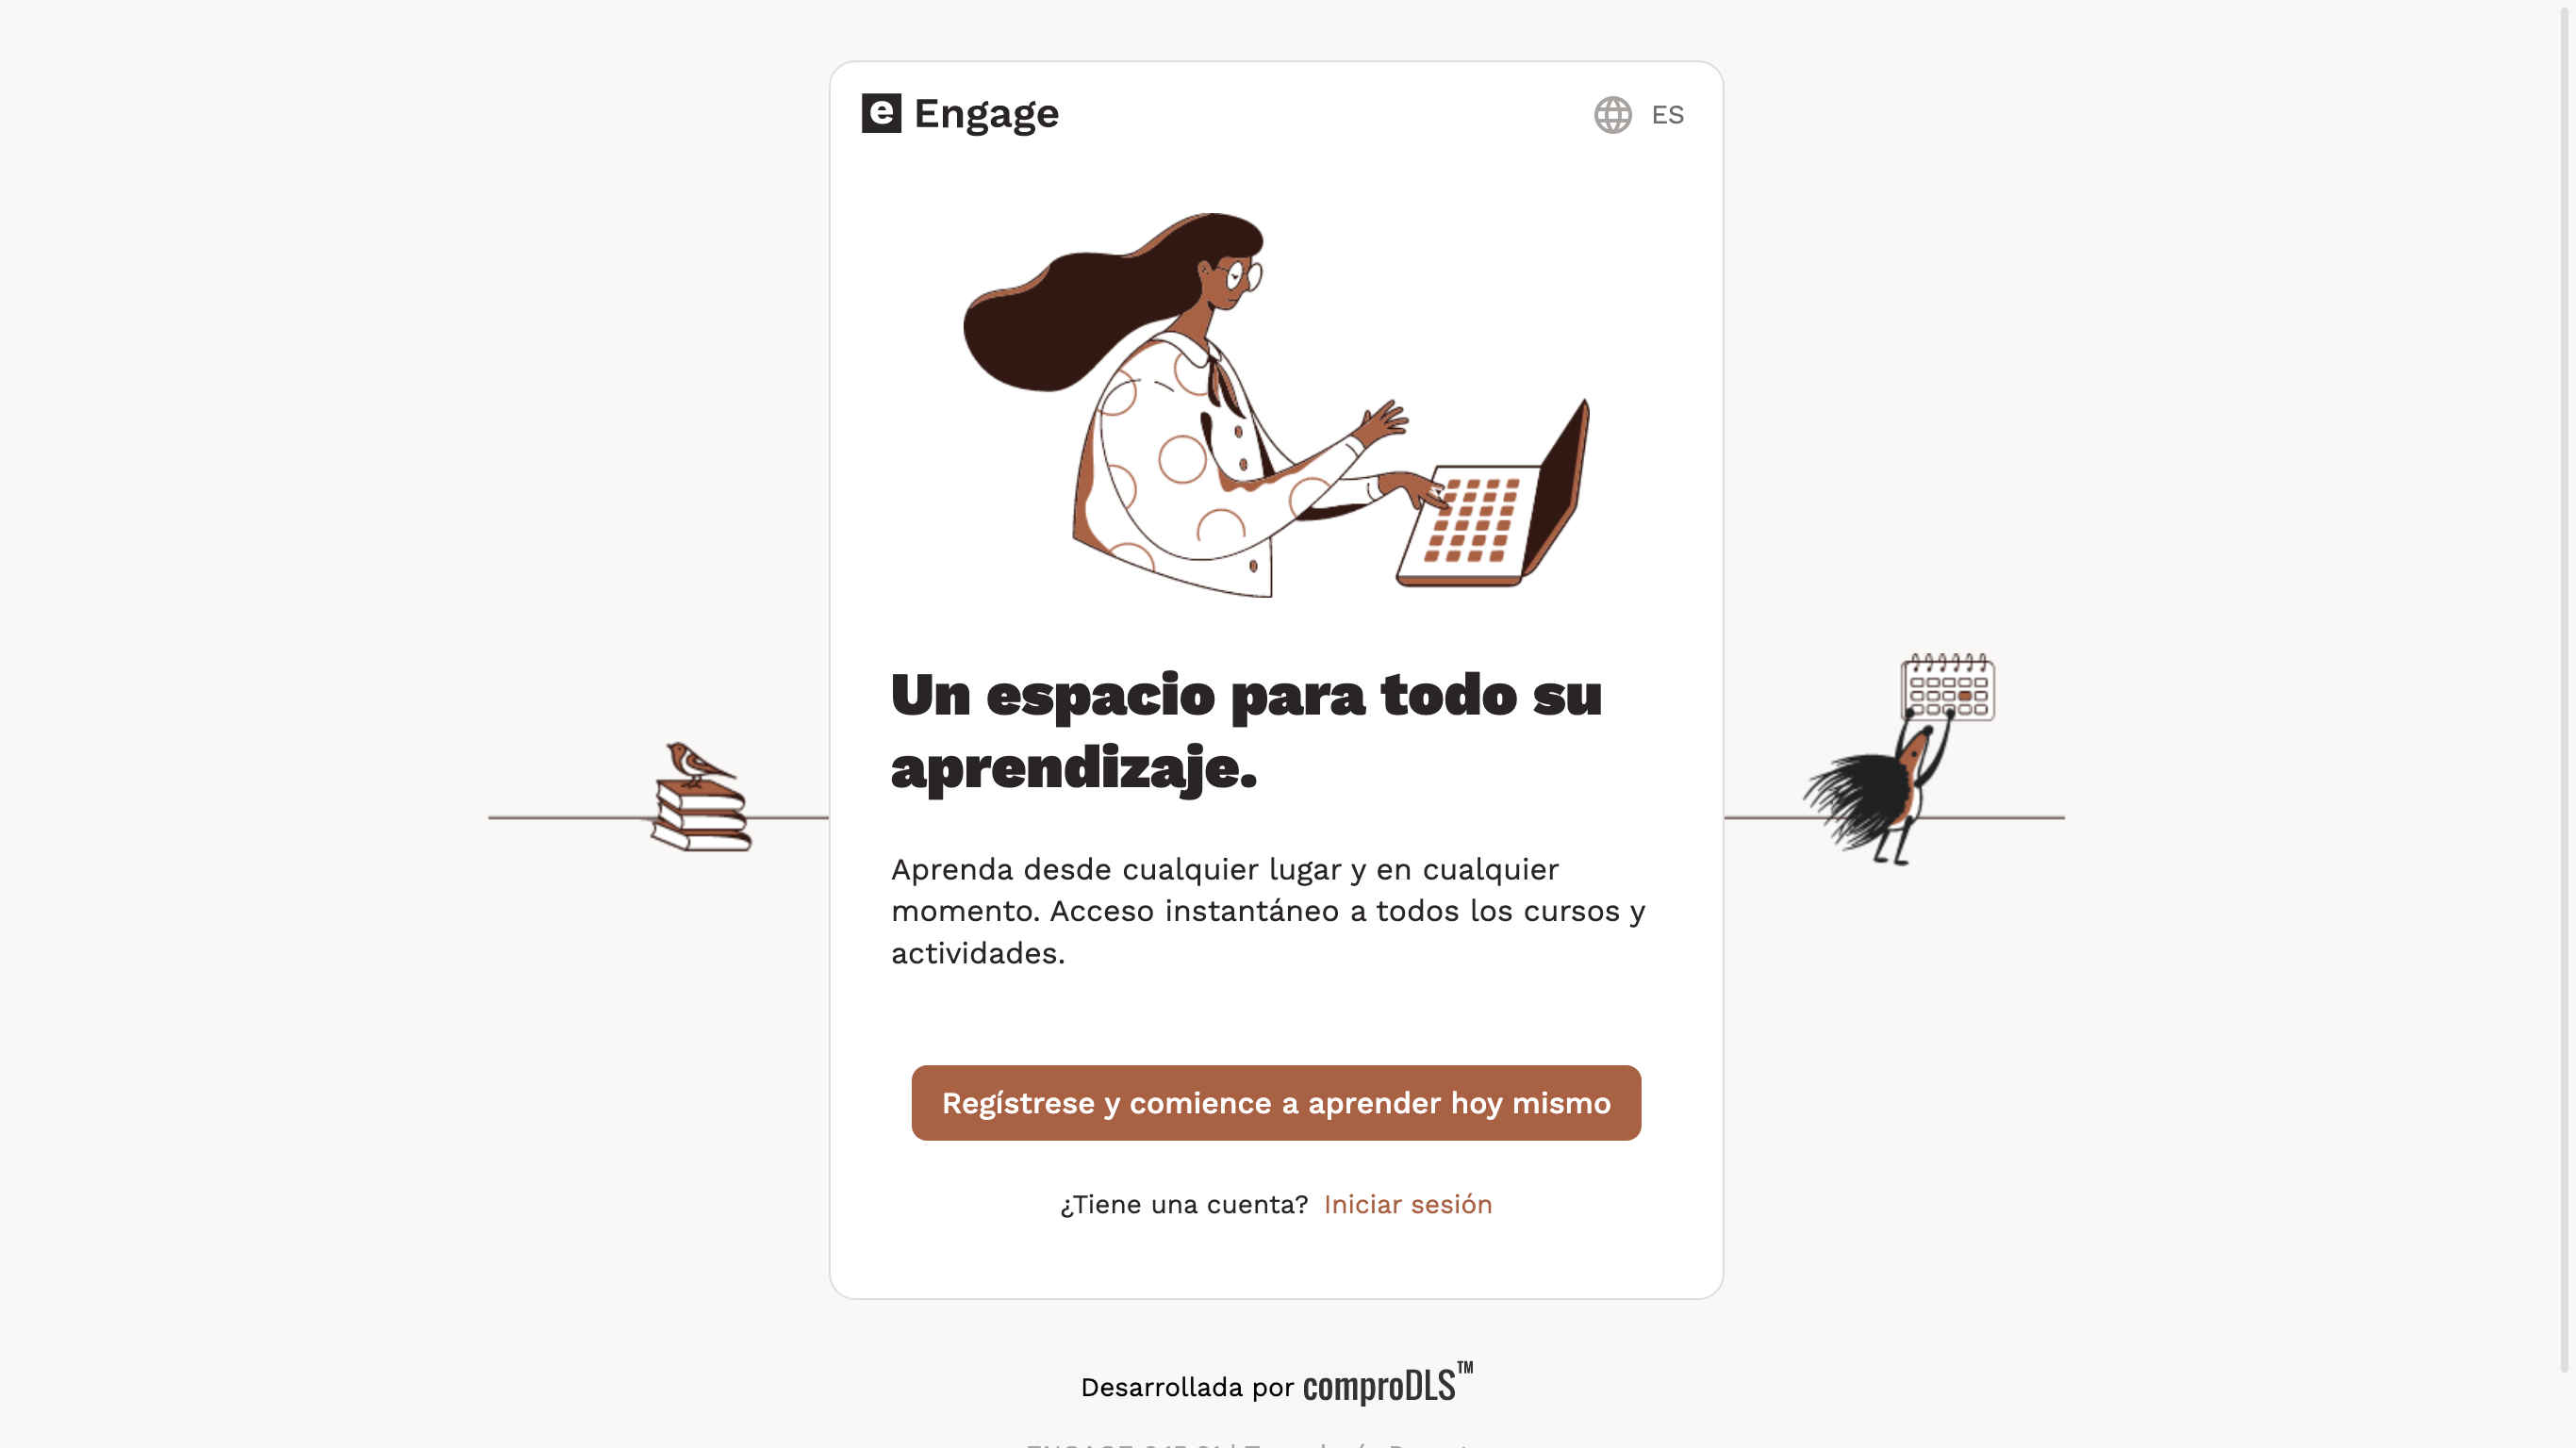 e Engage
ES
Un espacio para todo su
aprendizaje.
Aprenda desde cualquier lugar y en cualquier
momento. Acceso instantáneo a todos los cursos y
actividades.
Regístrese y comience a aprender hoy mismo
¿Tiene una cuenta? Iniciar sesión
Desarrollada por comproDLS™